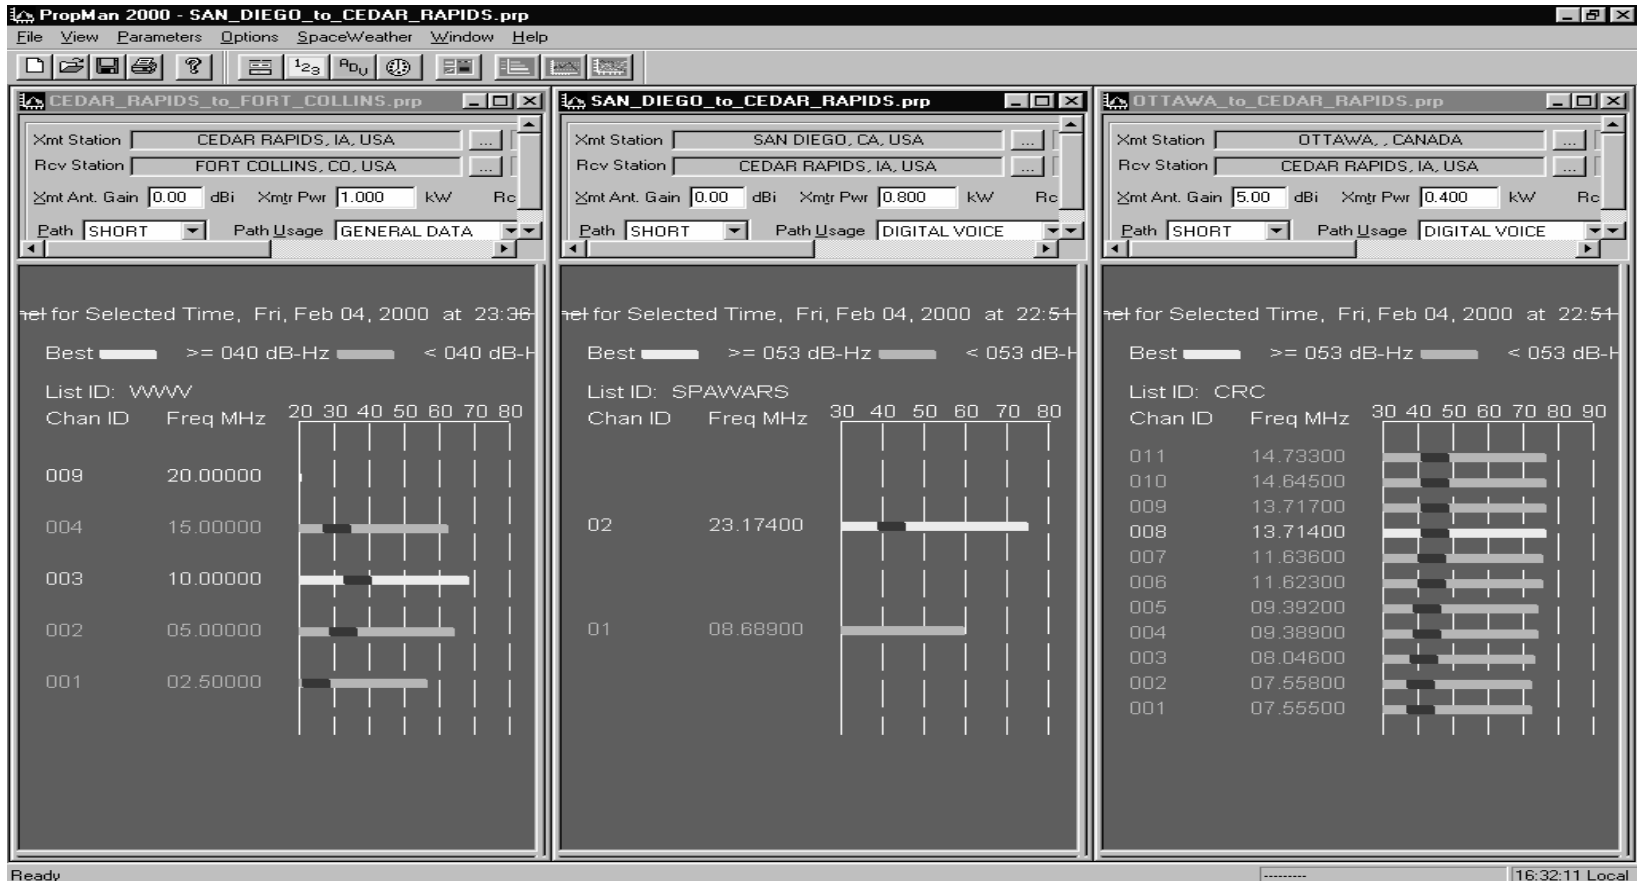 PropMan 2000 - SAN_DIEGO_to_CEDAR_RAPIDS.prp
File View Parameters Options SpaceWeather Window Help
CEDAR_RAPIDS_to_FORT_COLLINS.prp
Xmt Station CEDAR RAPIDS, IA, USA ...
Rcv Station FORT COLLINS, CO, USA ...
Xmt Ant. Gain 0.00 dBi Xmtr Pwr 1.000 kW Rc
Path SHORT Path Usage GENERAL DATA
nel for Selected Time, Fri, Feb 04, 2000 at 23:36
Best >= 040 dB-Hz < 040 dB-H
List ID: WWV
Chan ID Freq MHz 20 30 40 50 60 70 80
009 20.00000
004 15.00000
003 10.00000
002 05.00000
001 02.50000
SAN_DIEGO_to_CEDAR_RAPIDS.prp
Xmt Station SAN DIEGO, CA, USA ...
Rcv Station CEDAR RAPIDS, IA, USA ...
Xmt Ant. Gain 0.00 dBi Xmtr Pwr 0.800 kW Rc
Path SHORT Path Usage DIGITAL VOICE
nel for Selected Time, Fri, Feb 04, 2000 at 22:51
Best >= 053 dB-Hz < 053 dB-H
List ID: SPAWARS
Chan ID Freq MHz 30 40 50 60 70 80
02 23.17400
01 08.68900
OTTAWA_to_CEDAR_RAPIDS.prp
Xmt Station OTTAWA, , CANADA ...
Rcv Station CEDAR RAPIDS, IA, USA ...
Xmt Ant. Gain 5.00 dBi Xmtr Pwr 0.400 kW Rc
Path SHORT Path Usage DIGITAL VOICE
nel for Selected Time, Fri, Feb 04, 2000 at 22:51
Best >= 053 dB-Hz < 053 dB-H
List ID: CRC
Chan ID Freq MHz 30 40 50 60 70 80 90
011 14.73300
010 14.64500
009 13.71700
008 13.71400
007 11.63600
006 11.62300
005 09.39200
004 09.38900
003 08.04600
002 07.55800
001 07.55500
Ready --------- 16:32:11 Local